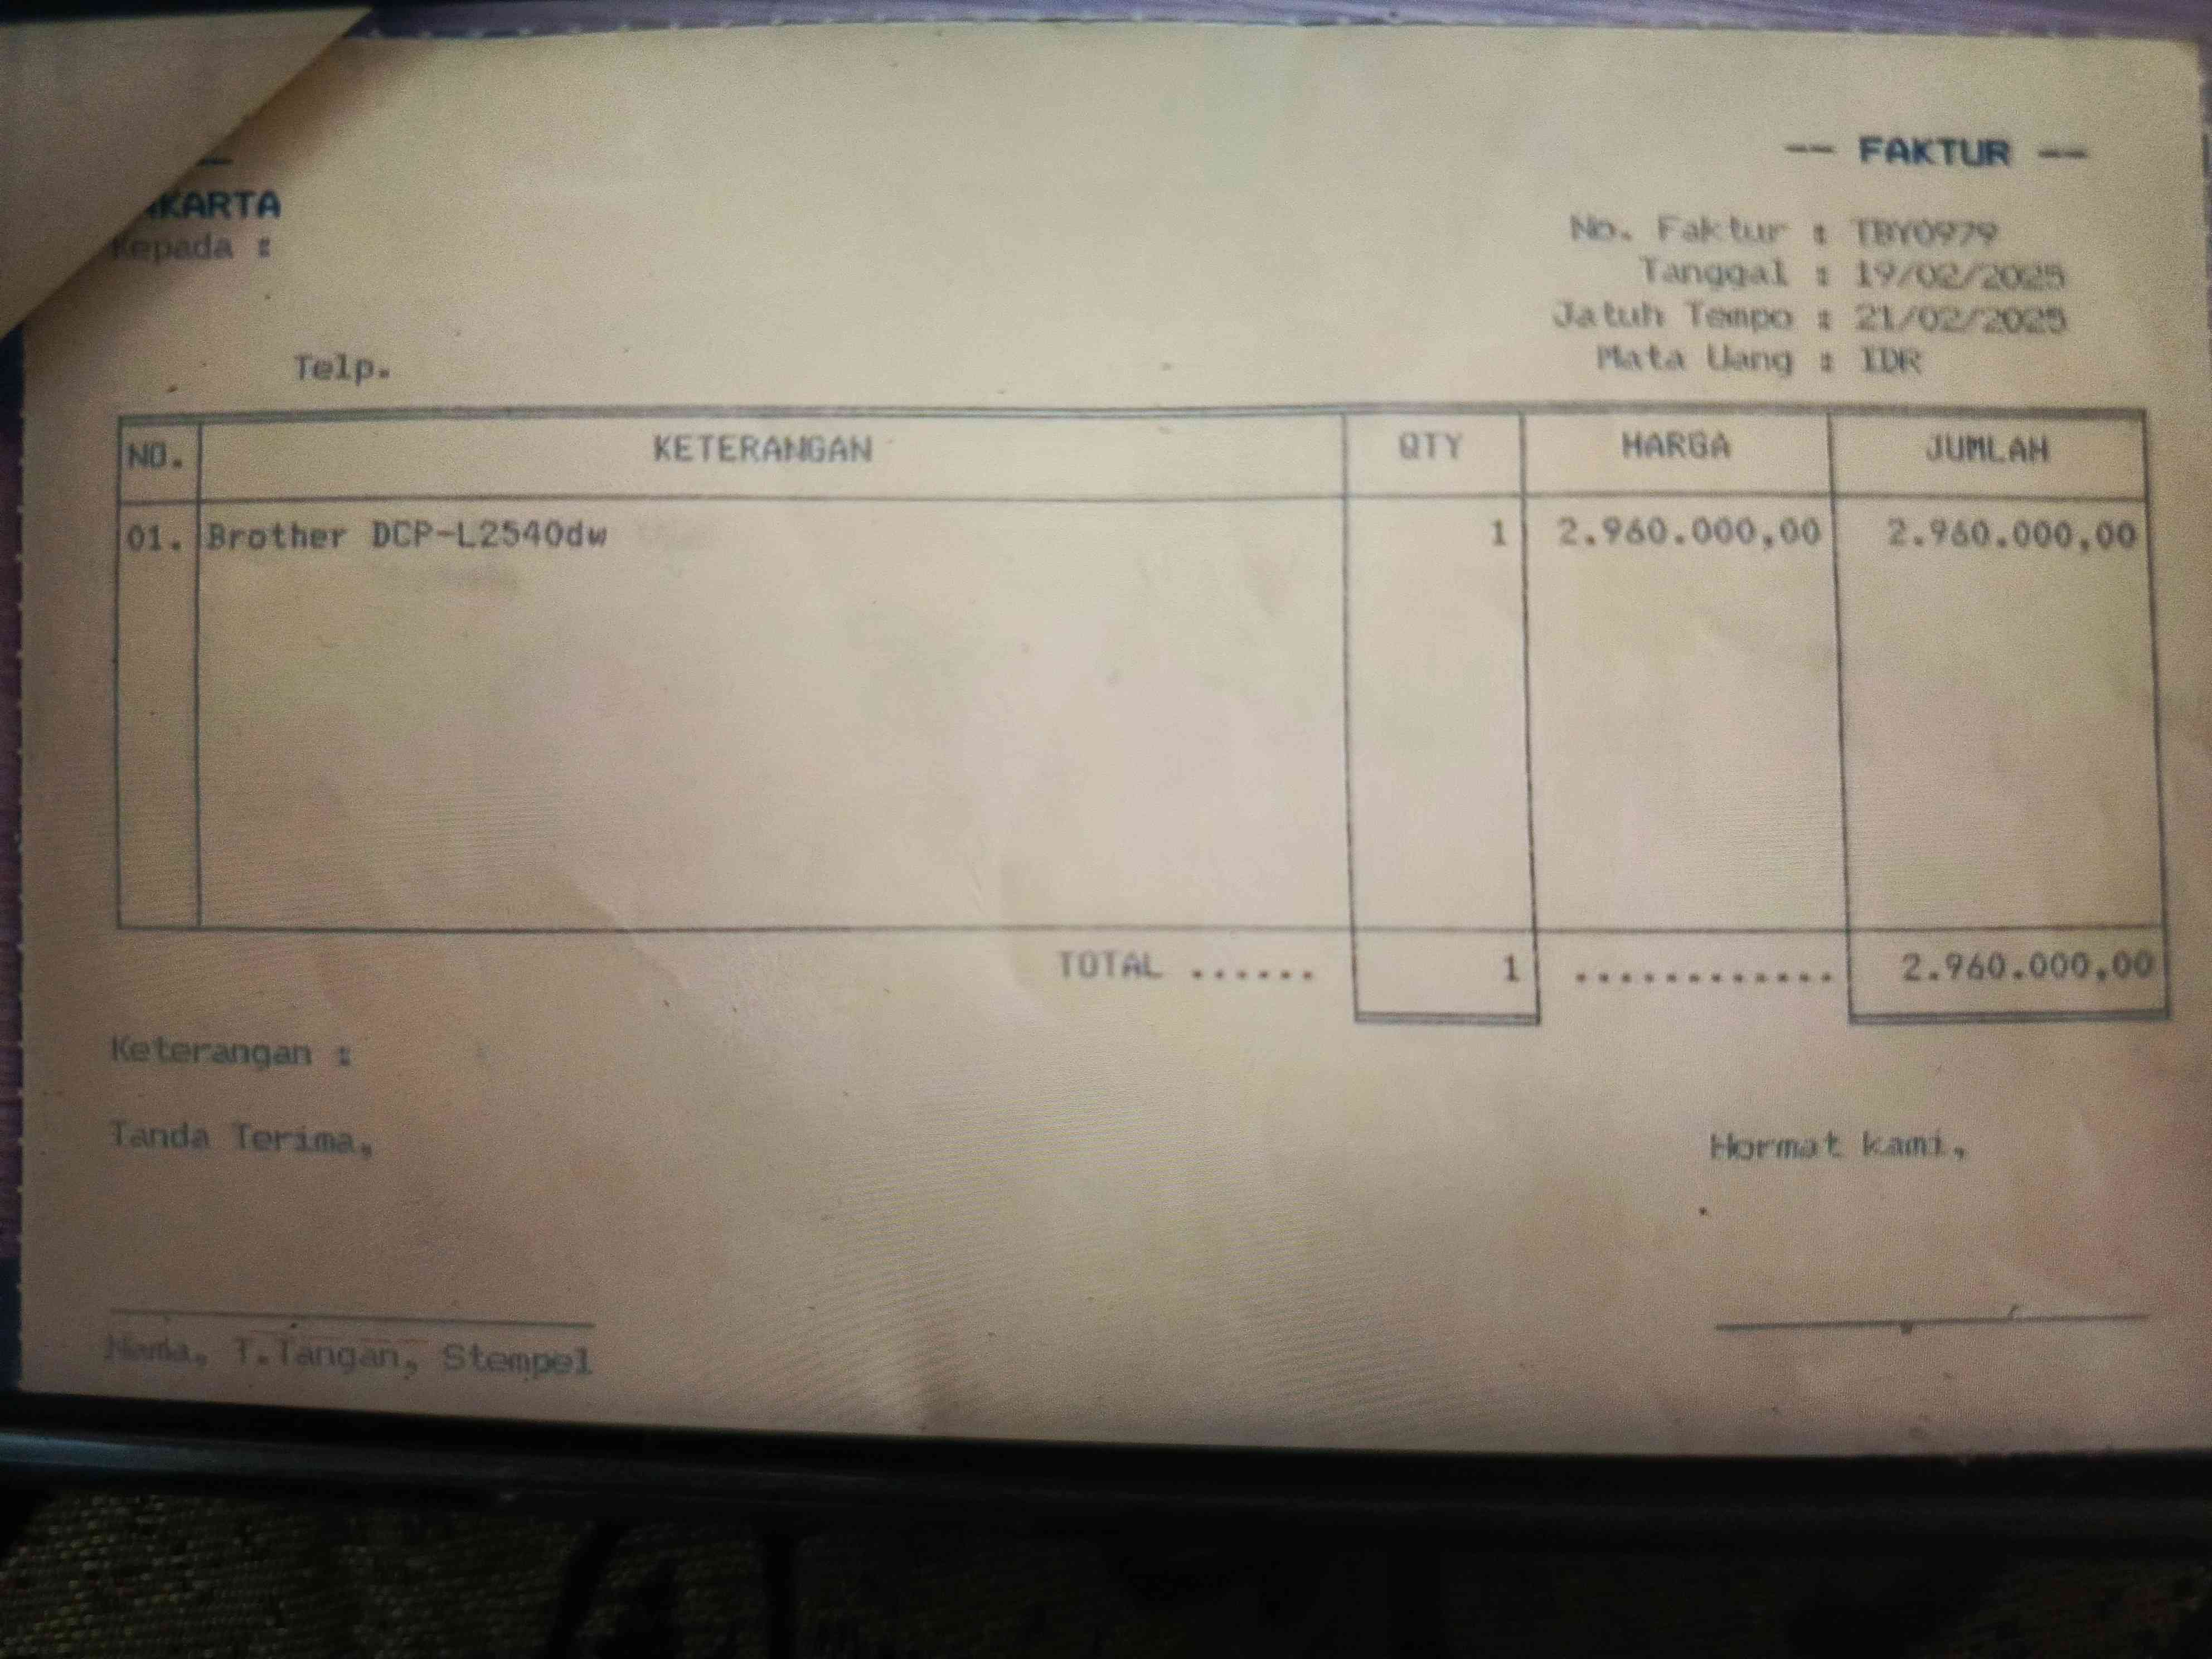 -- FAKTUR --
KARTA
Kepada :
No. Faktur : TBY0979
Tanggal : 19/02/2025
Jatuh Tempo : 21/02/2025
Mata Uang : IDR
Telp.
NO. KETERANGAN QTY HARGA JUMLAH
01. Brother DCP-L2540dw 1 2.960.000,00 2.960.000,00
TOTAL ...... 1 ............ 2.960.000,00
Keterangan :
Tanda Terima,
Hormat kami,
Nama, T.Tangan, Stempel